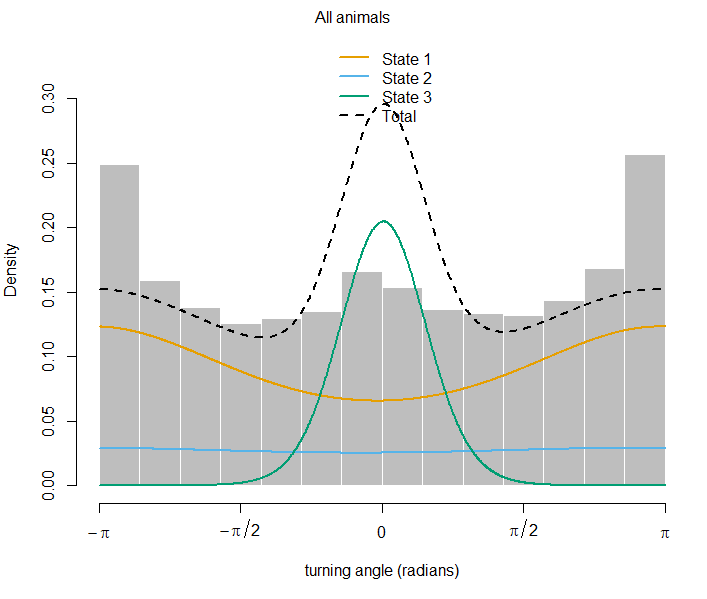 All animals
State 1
State 2
State 3
Total
0.30
0.25
0.20
0.15
0.10
0.05
0.00
Density
−π
−π/2
0
π/2
π
turning angle (radians)